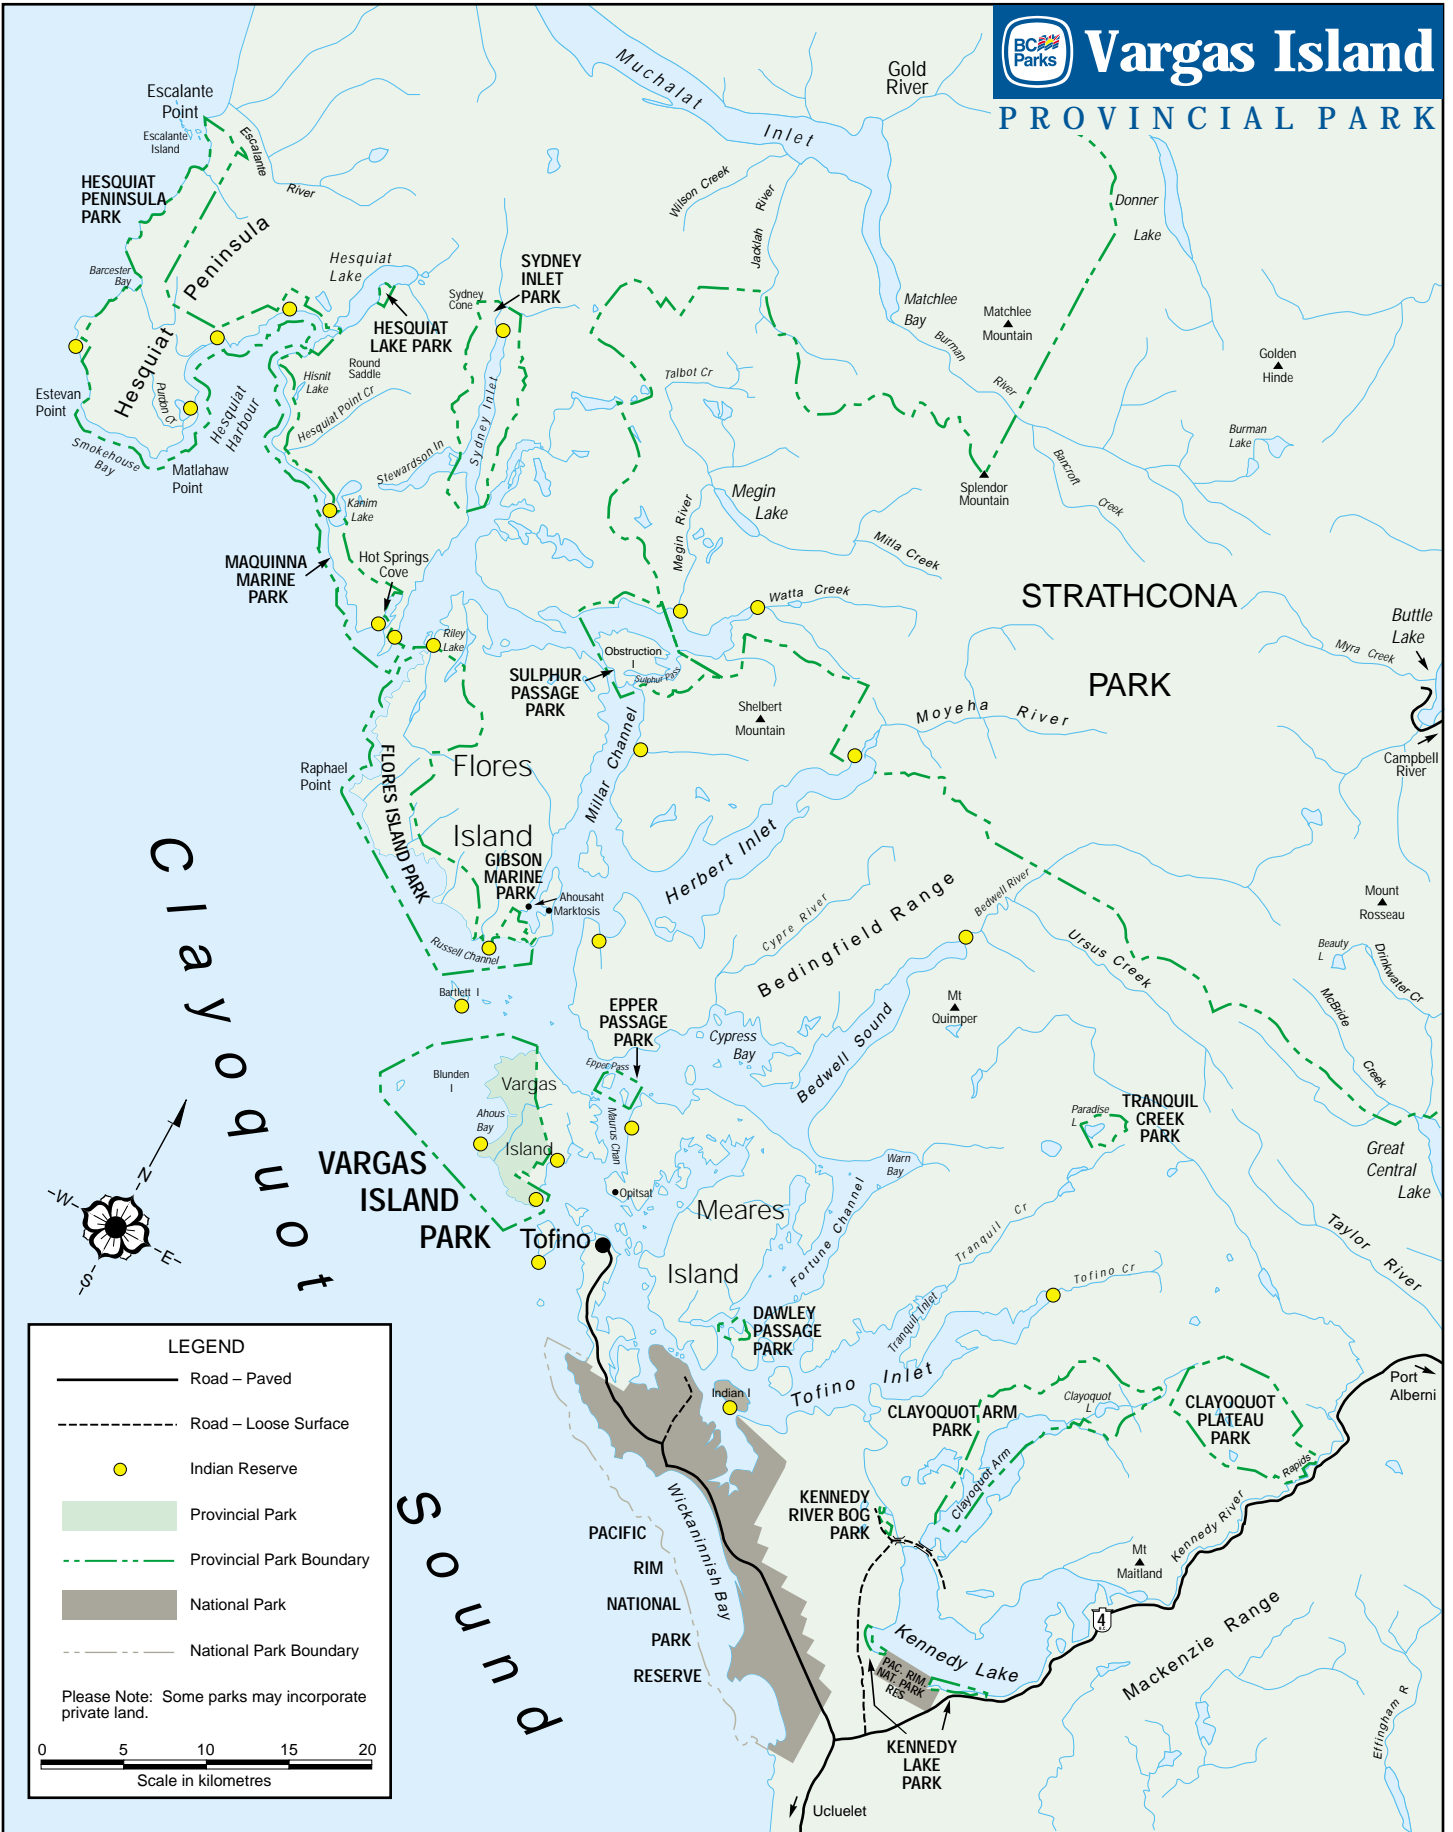 BC
Parks
Vargas Island
PROVINCIAL PARK
Muchalat
Inlet
Gold
River
Escalante
Point
Escalante
Island
Escalante
River
HESQUIAT
PENINSULA
PARK
Wilson Creek
Jacklah River
Donner
Lake
Hesquiat
Peninsula
Barcester
Bay
Hesquiat
Lake
SYDNEY
INLET
PARK
Sydney
Cone
HESQUIAT
LAKE PARK
Matchlee
Bay
Matchlee
Mountain
Burman
River
Golden
Hinde
Round
Saddle
Hisnit
Lake
Talbot Cr
Estevan
Point
Purdon Cr
Hesquiat
Harbour
Hesquiat Point Cr
Sydney Inlet
Burman
Lake
Smokehouse
Bay
Matlahaw
Point
Stewardson In
Bancroft
Creek
Splendor
Mountain
Megin
Lake
Megin River
Kanim
Lake
Mitla Creek
MAQUINNA
MARINE
PARK
Hot Springs
Cove
Watta Creek
STRATHCONA
PARK
Buttle
Lake
Myra Creek
Riley
Lake
Obstruction
I
Sulphur Pass
SULPHUR
PASSAGE
PARK
Shelbert
Mountain
Moyeha River
Campbell
River
Raphael
Point
FLORES ISLAND PARK
Flores
Island
Millar Channel
Herbert Inlet
GIBSON
MARINE
PARK
Ahousaht
Marktosis
Cypre River
Bedingfield Range
Bedwell River
Mount
Rosseau
Russell Channel
Ursus Creek
Beauty
L
Drinkwater Cr
Bartlett I
Mt
Quimper
McBride
Creek
EPPER
PASSAGE
PARK
Cypress
Bay
Bedwell Sound
Epper Pass
Blunden
I
Vargas
Island
Ahous
Bay
Maurus Chan
Paradise
L
TRANQUIL
CREEK
PARK
Great
Central
Lake
VARGAS
ISLAND
PARK
Warn
Bay
Opitsat
Meares
Island
Fortune Channel
Tranquil Cr
Taylor River
Tofino
Tofino Cr
N
W
E
S
Clayoquot
Sound
DAWLEY
PASSAGE
PARK
Tranquil Inlet
Tofino Inlet
Indian I
Port
Alberni
CLAYOQUOT ARM
PARK
Clayoquot
L
CLAYOQUOT
PLATEAU
PARK
Clayoquot Arm
Rapids
KENNEDY
RIVER BOG
PARK
Kennedy River
Wickaninnish Bay
PACIFIC
RIM
NATIONAL
PARK
RESERVE
Mt
Maitland
4
Kennedy Lake
PAC. RIM.
NAT. PARK
RES
Mackenzie Range
Effingham R
KENNEDY
LAKE
PARK
Ucluelet
LEGEND
Road – Paved
Road – Loose Surface
Indian Reserve
Provincial Park
Provincial Park Boundary
National Park
National Park Boundary
Please Note: Some parks may incorporate
private land.
0 5 10 15 20
Scale in kilometres